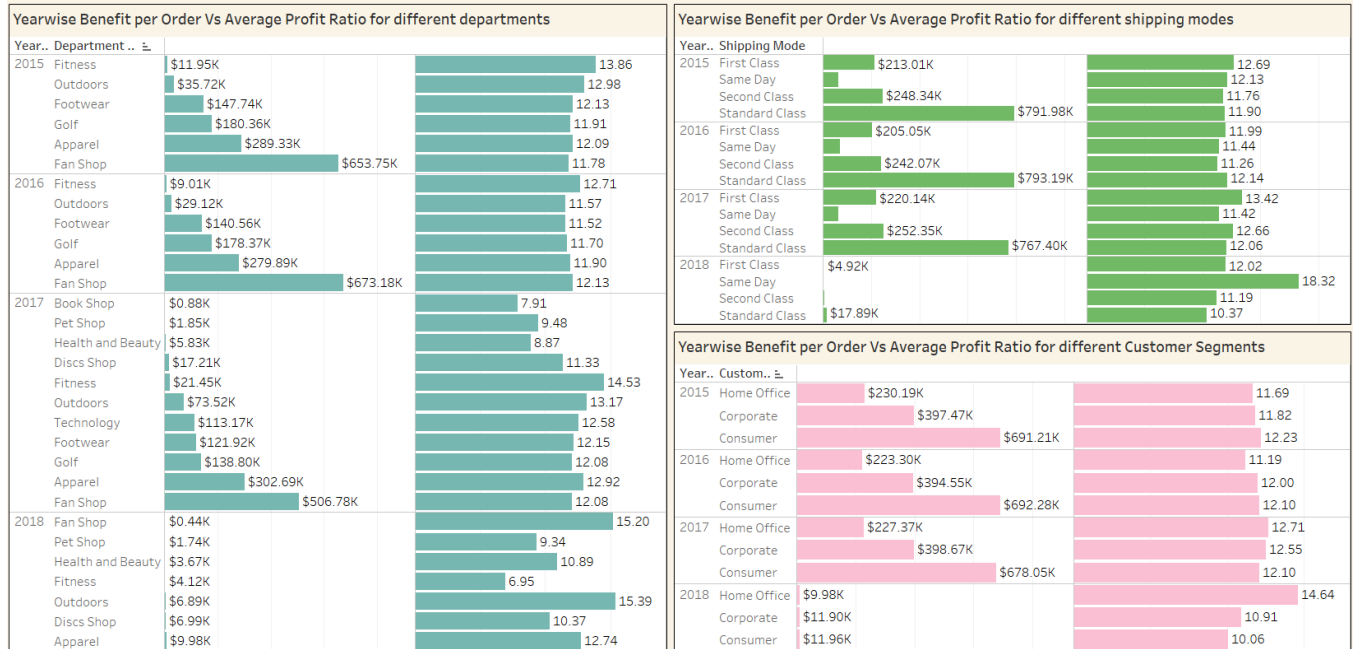 Yearwise Benefit per Order Vs Average Profit Ratio for different departments
Year.. Department ..
2015 Fitness $11.95K 13.86
Outdoors $35.72K 12.98
Footwear $147.74K 12.13
Golf $180.36K 11.91
Apparel $289.33K 12.09
Fan Shop $653.75K 11.78
2016 Fitness $9.01K 12.71
Outdoors $29.12K 11.57
Footwear $140.56K 11.52
Golf $178.37K 11.70
Apparel $279.89K 11.90
Fan Shop $673.18K 12.13
2017 Book Shop $0.88K 7.91
Pet Shop $1.85K 9.48
Health and Beauty $5.83K 8.87
Discs Shop $17.21K 11.33
Fitness $21.45K 14.53
Outdoors $73.52K 13.17
Technology $113.17K 12.58
Footwear $121.92K 12.15
Golf $138.80K 12.08
Apparel $302.69K 12.92
Fan Shop $506.78K 12.08
2018 Fan Shop $0.44K 15.20
Pet Shop $1.74K 9.34
Health and Beauty $3.67K 10.89
Fitness $4.12K 6.95
Outdoors $6.89K 15.39
Discs Shop $6.99K 10.37
Apparel $9.98K 12.74
Yearwise Benefit per Order Vs Average Profit Ratio for different shipping modes
Year.. Shipping Mode
2015 First Class $213.01K 12.69
Same Day 12.13
Second Class $248.34K 11.76
Standard Class $791.98K 11.90
2016 First Class $205.05K 11.99
Same Day 11.44
Second Class $242.07K 11.26
Standard Class $793.19K 12.14
2017 First Class $220.14K 13.42
Same Day 11.42
Second Class $252.35K 12.66
Standard Class $767.40K 12.06
2018 First Class $4.92K 12.02
Same Day 18.32
Second Class 11.19
Standard Class $17.89K 10.37
Yearwise Benefit per Order Vs Average Profit Ratio for different Customer Segments
Year.. Custom..
2015 Home Office $230.19K 11.69
Corporate $397.47K 11.82
Consumer $691.21K 12.23
2016 Home Office $223.30K 11.19
Corporate $394.55K 12.00
Consumer $692.28K 12.10
2017 Home Office $227.37K 12.71
Corporate $398.67K 12.55
Consumer $678.05K 12.10
2018 Home Office $9.98K 14.64
Corporate $11.90K 10.91
Consumer $11.96K 10.06